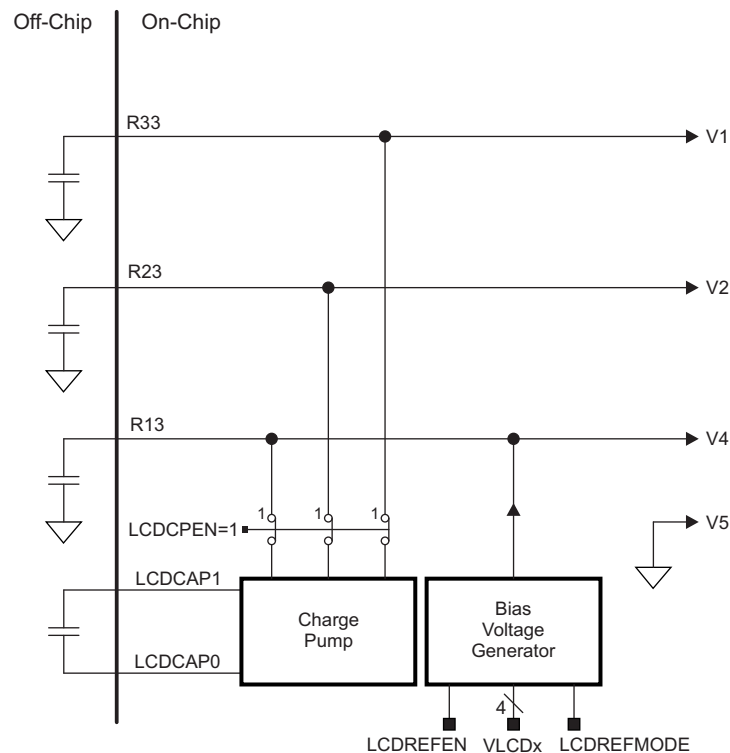 Off-Chip On-Chip
R33
V1
R23
V2
R13
V4
1 1 1
LCDCPEN=1
V5
LCDCAP1
Charge
Pump
Bias
Voltage
Generator
LCDCAP0
4
LCDREFEN VLCDx LCDREFMODE